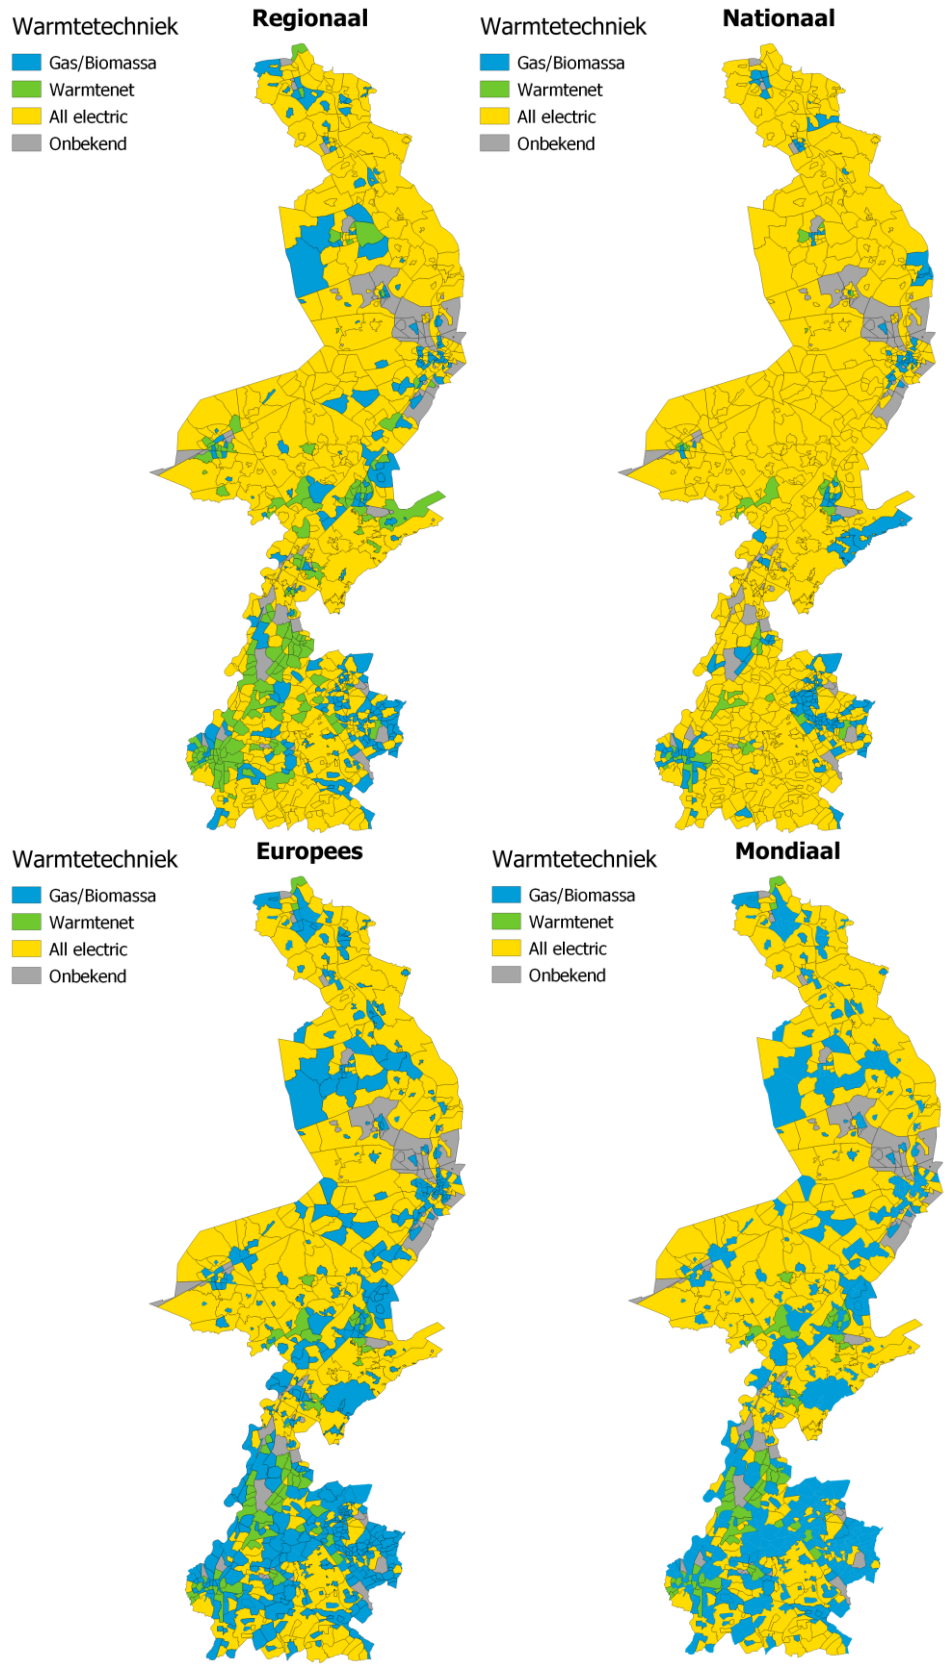 Regionaal
Warmtetechniek
Gas/Biomassa
Warmtenet
All electric
Onbekend
Nationaal
Warmtetechniek
Gas/Biomassa
Warmtenet
All electric
Onbekend
Europees
Warmtetechniek
Gas/Biomassa
Warmtenet
All electric
Onbekend
Mondiaal
Warmtetechniek
Gas/Biomassa
Warmtenet
All electric
Onbekend